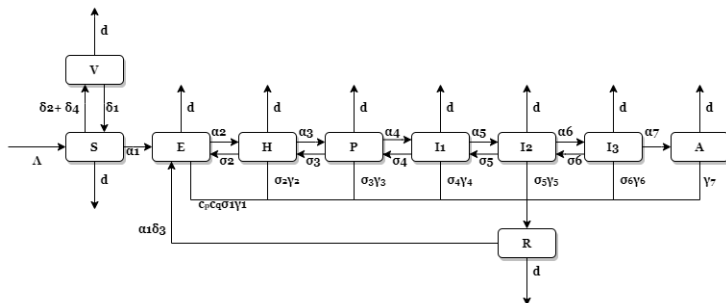 d
V
δ2+ δ4 δ1
d d d d d d d
Λ S α1 E α2 σ2 H α3 σ3 P α4 σ4 I1 α5 σ5 I2 α6 σ6 I3 α7 A
d
cₚc_qσ1γ1 σ₂γ₂ σ₃γ₃ σ₄γ₄ σ₅γ₅ σ₆γ₆ γ₇
α1δ3 R
d